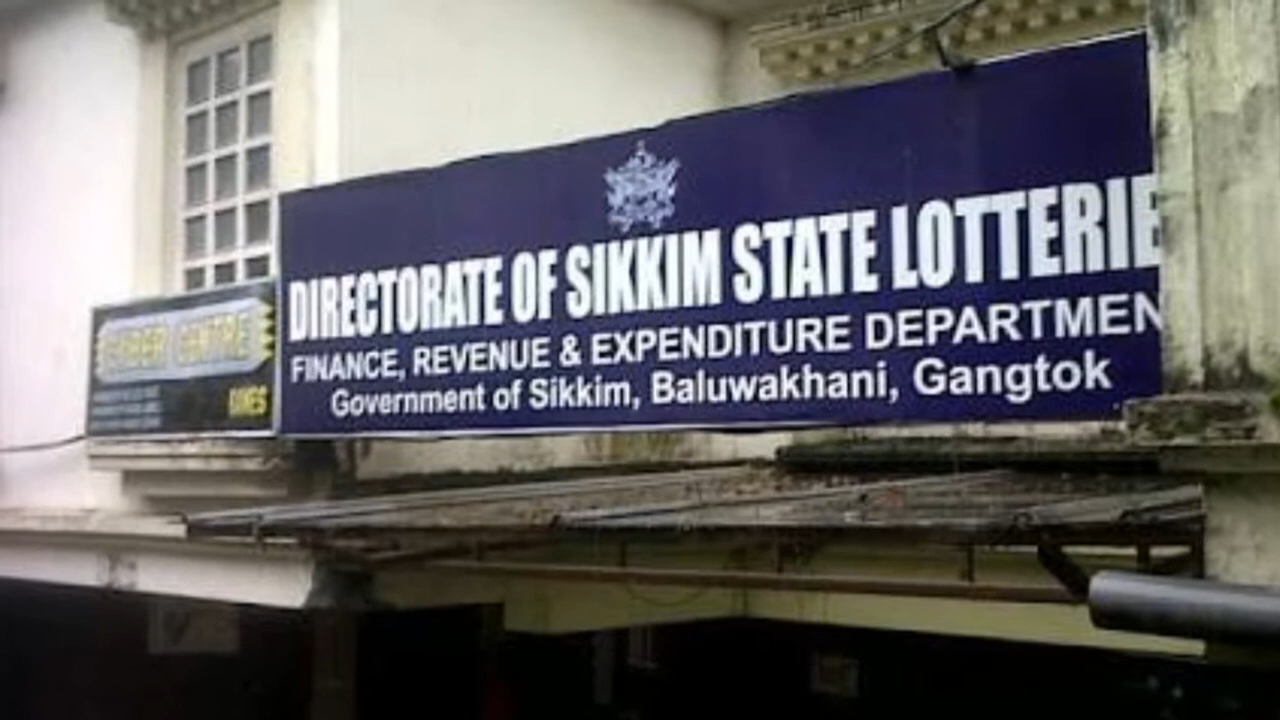 DIRECTORATE OF SIKKIM STATE LOTTERIE
FINANCE, REVENUE & EXPENDITURE DEPARTMEN
Government of Sikkim, Baluwakhani, Gangtok